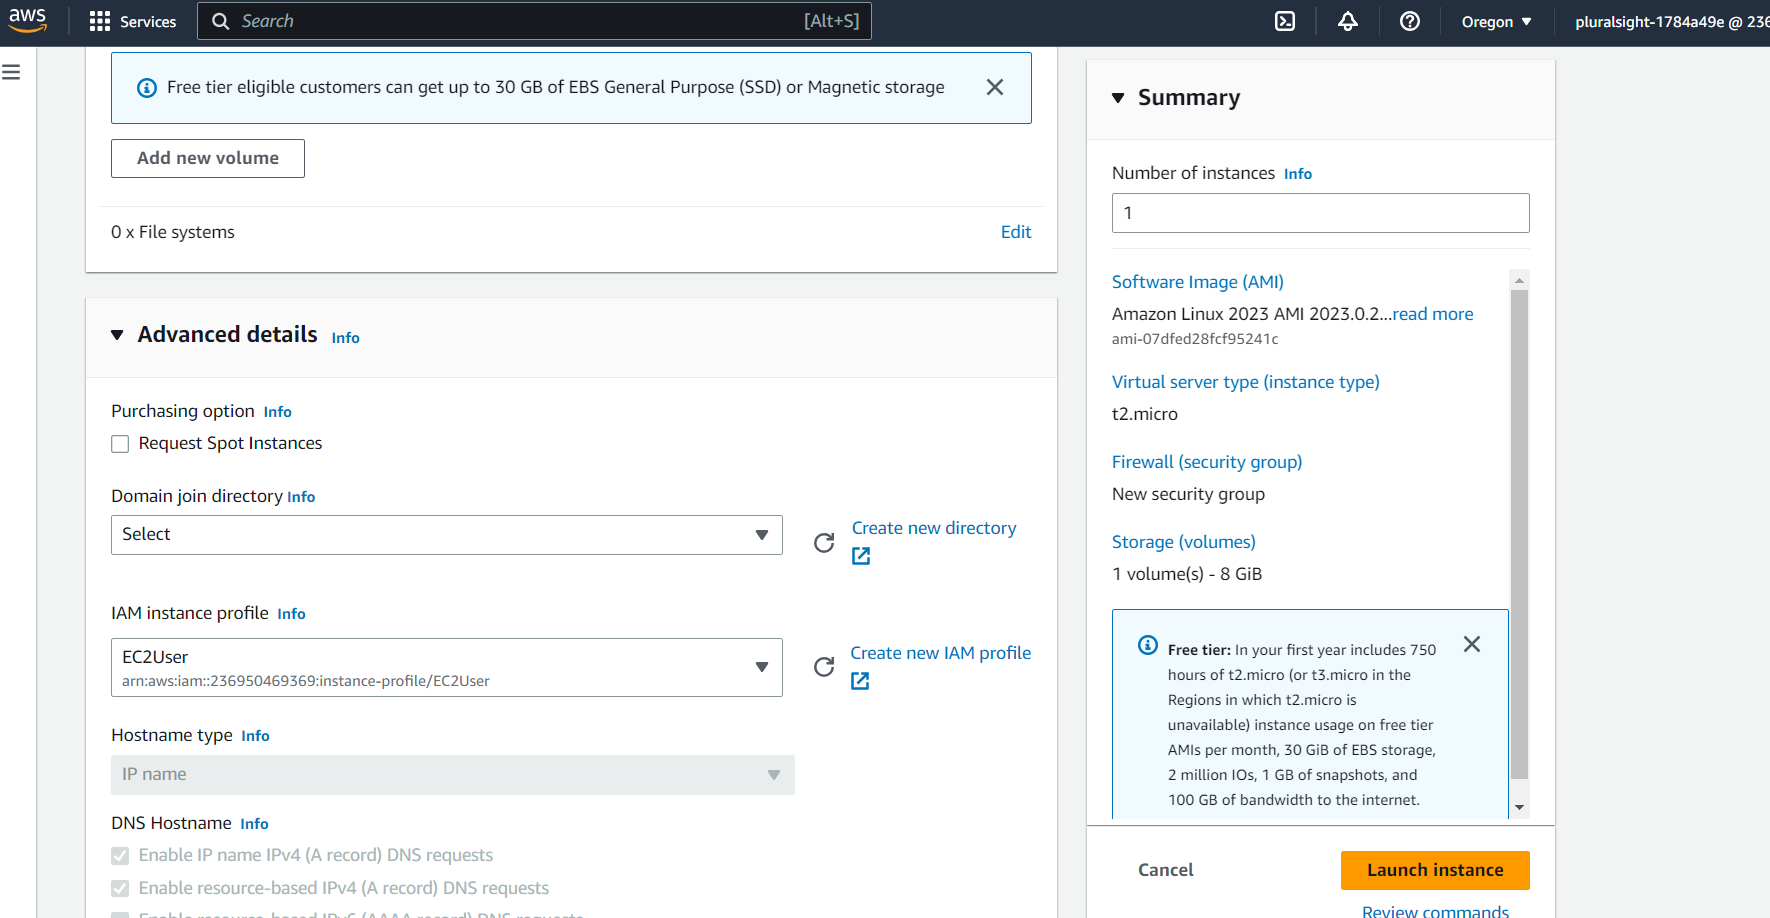 aws
Services
Search
[Alt+S]
Oregon
pluralsight-1784a49e @ 236
Free tier eligible customers can get up to 30 GB of EBS General Purpose (SSD) or Magnetic storage
Add new volume
0 x File systems
Edit
Advanced details Info
Purchasing option Info
Request Spot Instances
Domain join directory Info
Select
Create new directory
IAM instance profile Info
EC2User
arn:aws:iam::236950469369:instance-profile/EC2User
Create new IAM profile
Hostname type Info
IP name
DNS Hostname Info
Enable IP name IPv4 (A record) DNS requests
Enable resource-based IPv4 (A record) DNS requests
Enable resource-based IPv6 (AAAA record) DNS requests
Summary
Number of instances Info
1
Software Image (AMI)
Amazon Linux 2023 AMI 2023.0.2...read more
ami-07dfed28fcf95241c
Virtual server type (instance type)
t2.micro
Firewall (security group)
New security group
Storage (volumes)
1 volume(s) - 8 GiB
Free tier: In your first year includes 750
hours of t2.micro (or t3.micro in the
Regions in which t2.micro is
unavailable) instance usage on free tier
AMIs per month, 30 GiB of EBS storage,
2 million IOs, 1 GB of snapshots, and
100 GB of bandwidth to the internet.
Cancel
Launch instance
Review commands